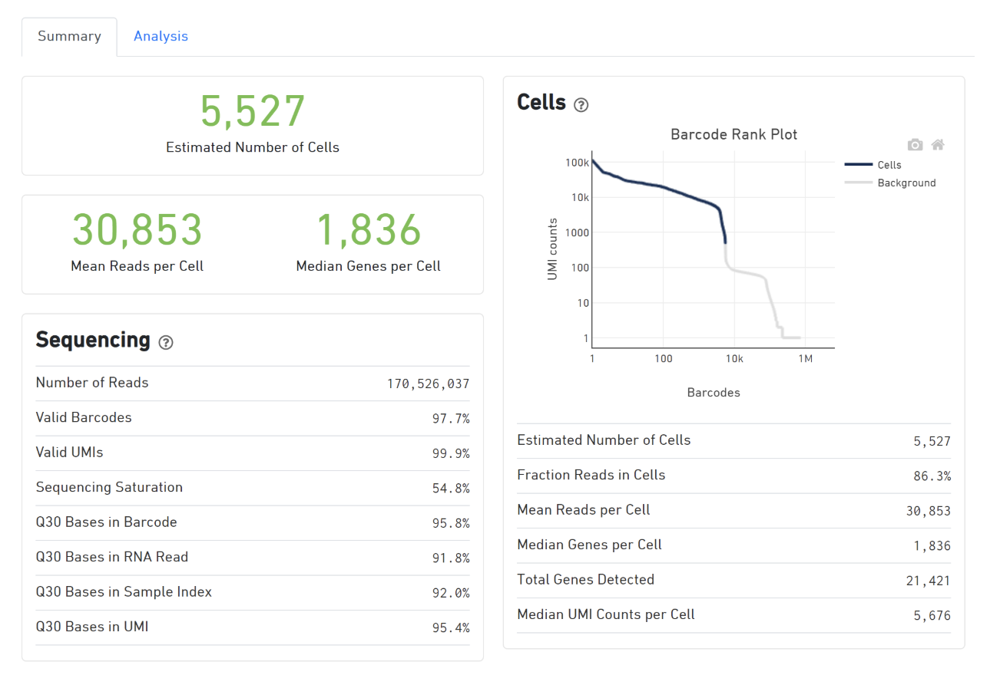 Summary
Analysis
5,527
Estimated Number of Cells
30,853
Mean Reads per Cell
1,836
Median Genes per Cell
Sequencing ?
Number of Reads 170,526,037
Valid Barcodes 97.7%
Valid UMIs 99.9%
Sequencing Saturation 54.8%
Q30 Bases in Barcode 95.8%
Q30 Bases in RNA Read 91.8%
Q30 Bases in Sample Index 92.0%
Q30 Bases in UMI 95.4%
Cells ?
Barcode Rank Plot
Cells
Background
100k
10k
1000
100
10
1
UMI counts
1 100 10k 1M
Barcodes
Estimated Number of Cells 5,527
Fraction Reads in Cells 86.3%
Mean Reads per Cell 30,853
Median Genes per Cell 1,836
Total Genes Detected 21,421
Median UMI Counts per Cell 5,676